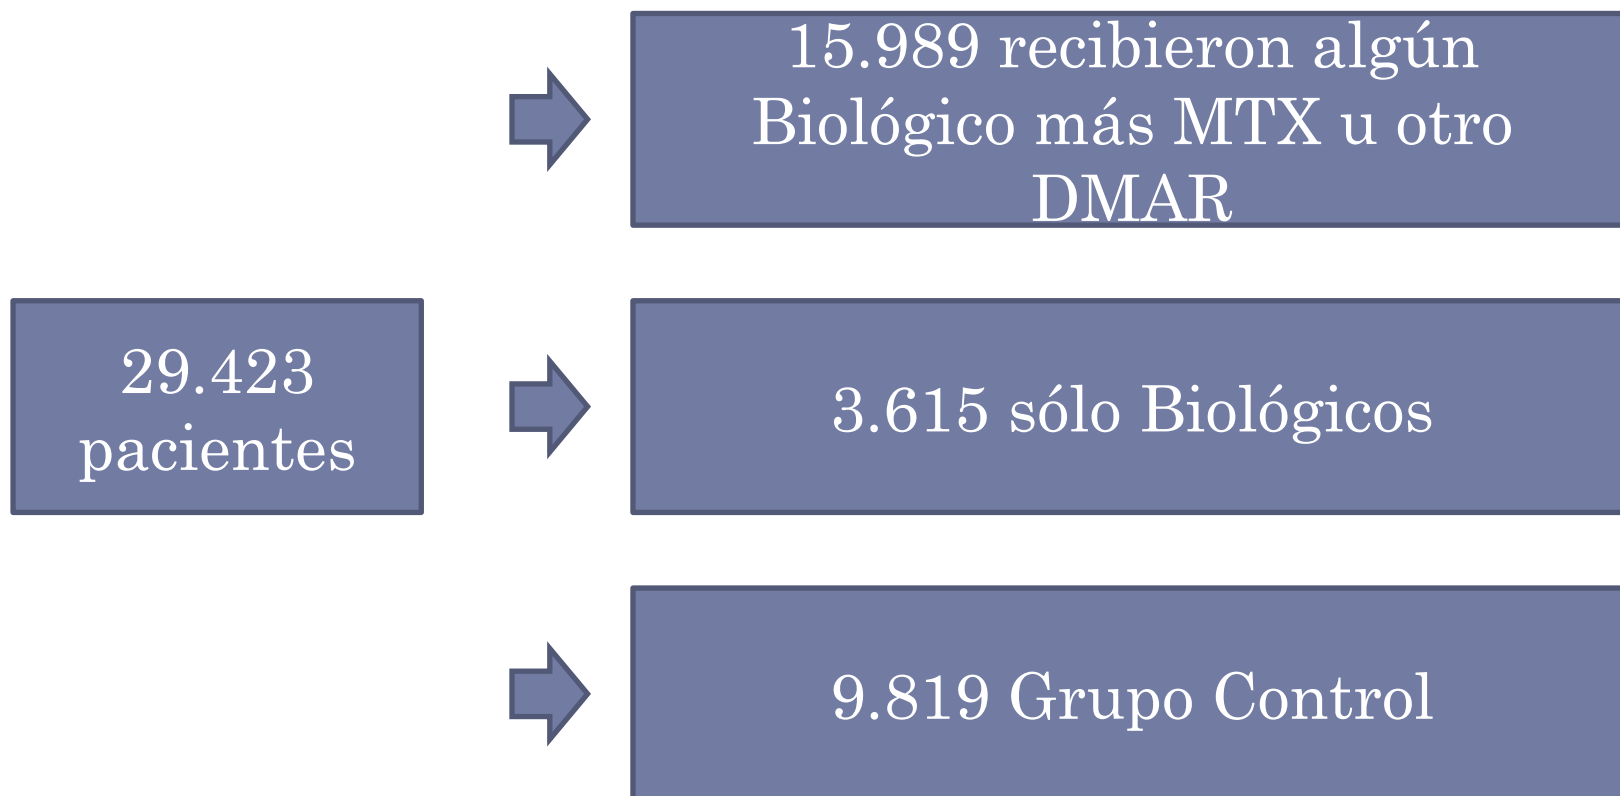 15.989 recibieron algún
Biológico más MTX u otro
DMAR
29.423
pacientes
3.615 sólo Biológicos
9.819 Grupo Control